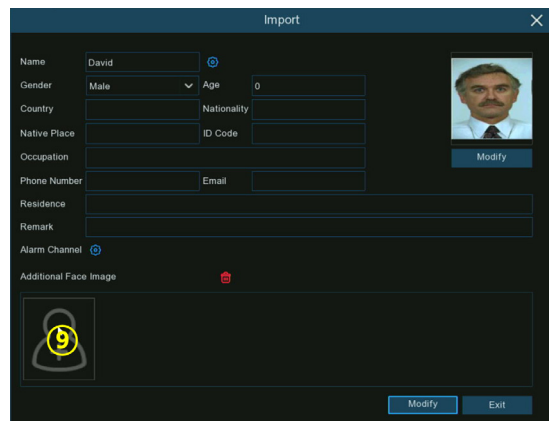 Import
Name David
Gender Male Age 0
Country Nationality
Native Place ID Code
Occupation Modify
Phone Number Email
Residence
Remark
Alarm Channel
Additional Face Image
9
Modify Exit